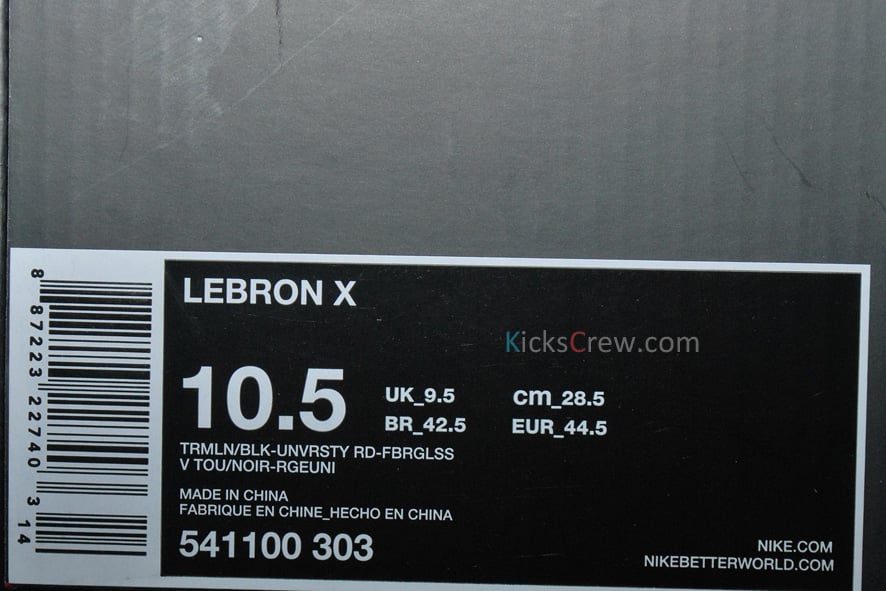 LEBRON X
KicksCrew.com
10.5
UK_9.5 cm_28.5
BR_42.5 EUR_44.5
TRMLN/BLK-UNVRSTY RD-FBRGLSS
V TOU/NOIR-RGEUNI
MADE IN CHINA
FABRIQUE EN CHINE_HECHO EN CHINA
541100 303
NIKE.COM
NIKEBETTERWORLD.COM
8 87223 22740 3 14